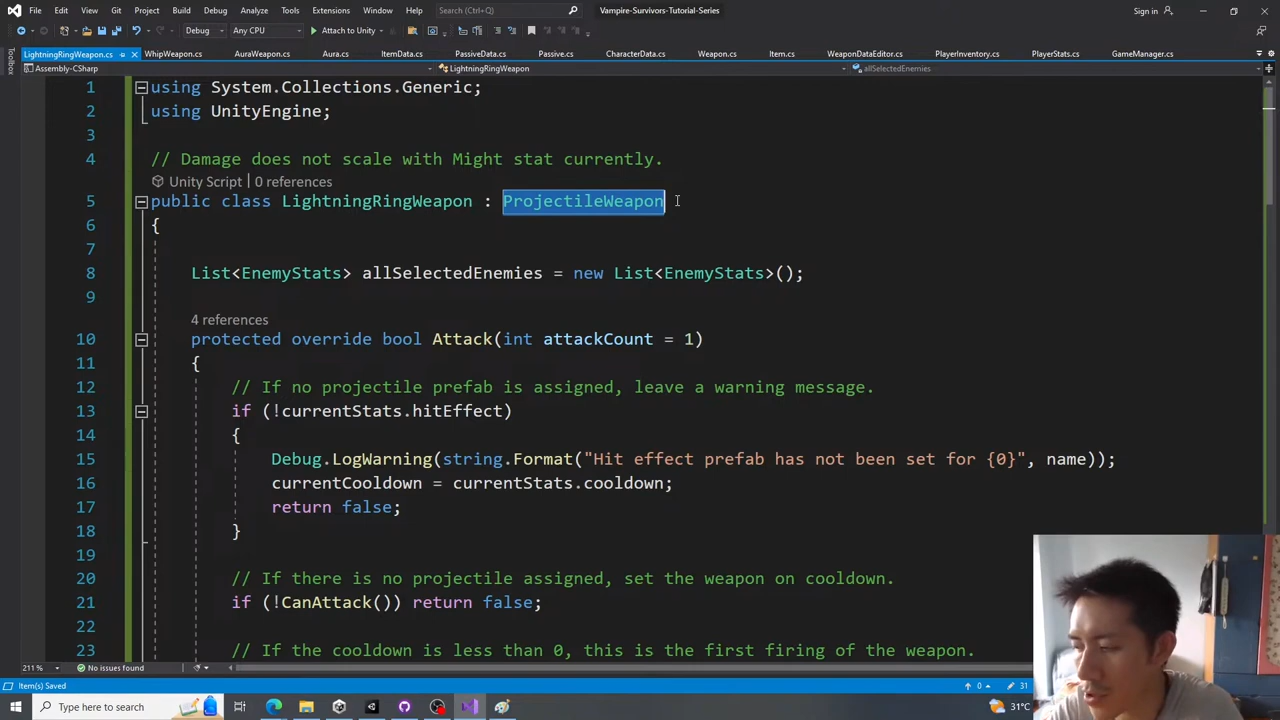 File Edit View Git Project Build Debug Analyze Tools Extensions Window Help Search (Ctrl+Q) Vampire-Survivors-Tutorial-Series Sign in
Debug Any CPU Attach to Unity
Toolbox
LightningRingWeapon.cs WhipWeapon.cs AuraWeapon.cs Aura.cs ItemData.cs PassiveData.cs Passive.cs CharacterData.cs Weapon.cs Item.cs WeaponDataEditor.cs PlayerInventory.cs PlayerStats.cs GameManager.cs
Assembly-CSharp LightningRingWeapon allSelectedEnemies
1 using System.Collections.Generic;
2 using UnityEngine;
3
4 // Damage does not scale with Might stat currently.
Unity Script | 0 references
5 public class LightningRingWeapon : ProjectileWeapon
6 {
7
8 List<EnemyStats> allSelectedEnemies = new List<EnemyStats>();
9
4 references
10 protected override bool Attack(int attackCount = 1)
11 {
12 // If no projectile prefab is assigned, leave a warning message.
13 if (!currentStats.hitEffect)
14 {
15 Debug.LogWarning(string.Format("Hit effect prefab has not been set for {0}", name));
16 currentCooldown = currentStats.cooldown;
17 return false;
18 }
19
20 // If there is no projectile assigned, set the weapon on cooldown.
21 if (!CanAttack()) return false;
22
23 // If the cooldown is less than 0, this is the first firing of the weapon.
211 % No issues found
Item(s) Saved 0 31
Type here to search 31°C